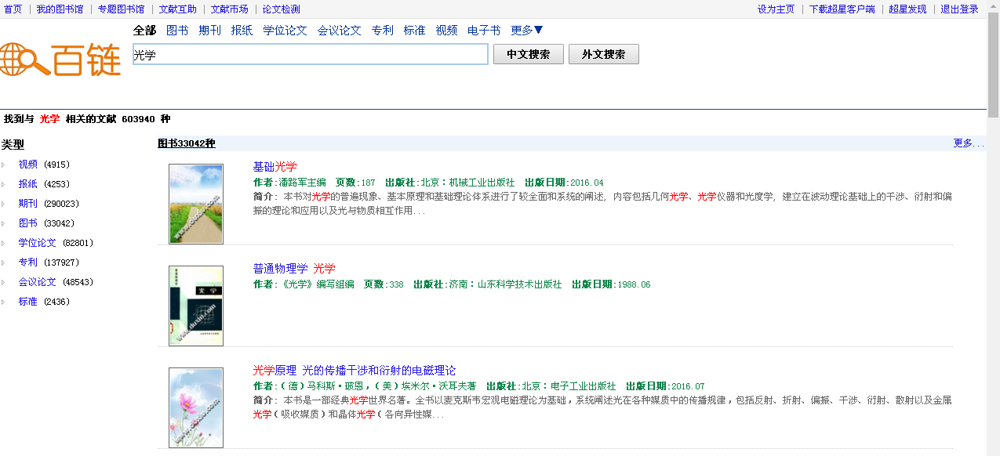 首页 | 我的图书馆 | 专题图书馆 | 文献互助 | 文献市场 | 论文检测
设为主页 | 下载超星客户端 | 超星发现 | 退出登录
百链
全部 图书 期刊 报纸 学位论文 会议论文 专利 标准 视频 电子书 更多▼
光学 中文搜索 外文搜索
找到与 光学 相关的文献 603940 种
类型
视频 (4915)
报纸 (4253)
期刊 (290023)
图书 (33042)
学位论文 (82801)
专利 (137927)
会议论文 (48543)
标准 (2436)
图书33042种 更多...
www.duxiu.com
基础光学
作者:潘路军主编 页数:187 出版社:北京：机械工业出版社 出版日期:2016.04
简介: 本书对光学的普遍现象、基本原理和基础理论体系进行了较全面和系统的阐述, 内容包括几何光学、光学仪器和光度学, 建立在波动理论基础上的干涉、衍射和偏
振的理论和应用以及光与物质相互作用...
光学
www.duxiu.com
普通物理学 光学
作者:《光学》编写组编 页数:338 出版社:济南：山东科学技术出版社 出版日期:1988.06
www.duxiu.com
光学原理 光的传播干涉和衍射的电磁理论
作者:（德）马科斯·玻恩，（美）埃米尔·沃耳夫著 出版社:北京：电子工业出版社 出版日期:2016.07
简介: 本书是一部经典光学世界名著。全书以麦克斯韦宏观电磁理论为基础，系统阐述光在各种媒质中的传播规律，包括反射、折射、偏振、干涉、衍射、散射以及金属
光学（吸收媒质）和晶体光学（各向异性媒...